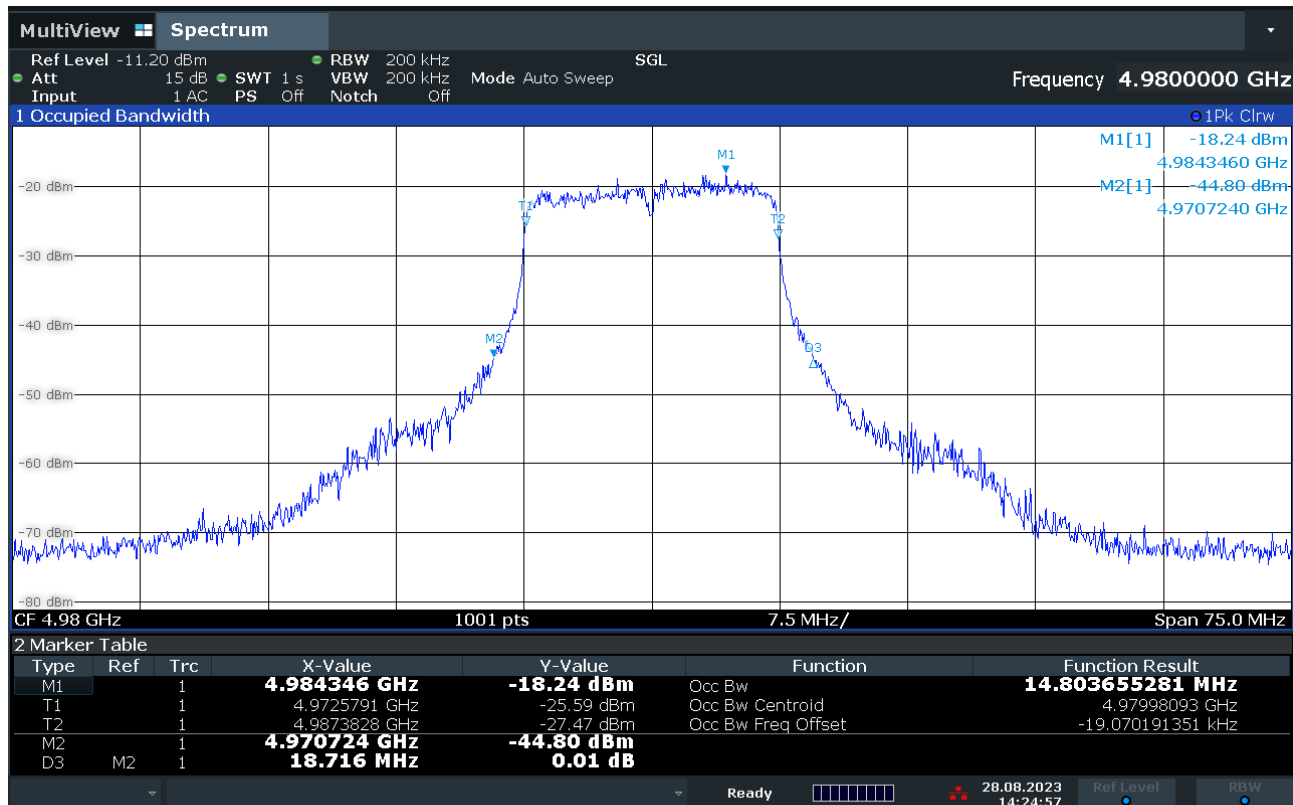 MultiView Spectrum
Ref Level -11.20 dBm RBW 200 kHz SGL
Att 15 dB SWT 1 s VBW 200 kHz Mode Auto Sweep Frequency 4.9800000 GHz
Input 1 AC PS Off Notch Off
1 Occupied Bandwidth 1Pk Clrw
M1[1] -18.24 dBm
4.9843460 GHz
M2[1] -44.80 dBm
4.9707240 GHz
M1
-20 dBm
T1
T2
-30 dBm
-40 dBm
M2
D3
-50 dBm
-60 dBm
-70 dBm
-80 dBm
CF 4.98 GHz 1001 pts 7.5 MHz/ Span 75.0 MHz
2 Marker Table
Type Ref Trc X-Value Y-Value Function Function Result
M1 1 4.984346 GHz -18.24 dBm Occ Bw 14.803655281 MHz
T1 1 4.9725791 GHz -25.59 dBm Occ Bw Centroid 4.97998093 GHz
T2 1 4.9873828 GHz -27.47 dBm Occ Bw Freq Offset -19.070191351 kHz
M2 1 4.970724 GHz -44.80 dBm
D3 M2 1 18.716 MHz 0.01 dB
Ready 28.08.2023 Ref Level RBW
14:24:57